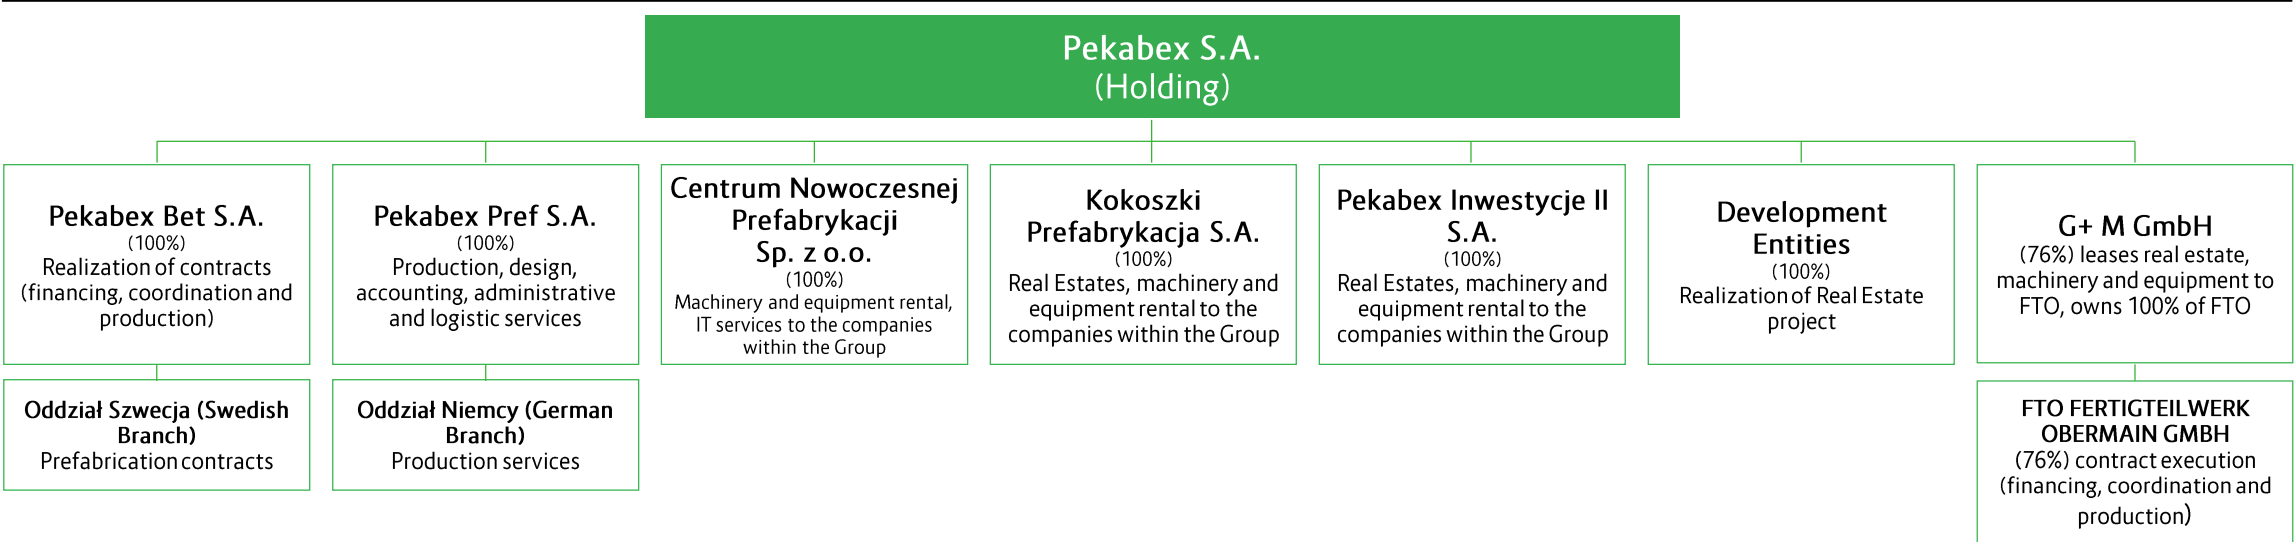 Pekabex S.A.
(Holding)
Pekabex Bet S.A.
(100%)
Realization of contracts
(financing, coordination and
production)
Pekabex Pref S.A.
(100%)
Production, design,
accounting, administrative
and logistic services
Centrum Nowoczesnej
Prefabrykacji
Sp. z o.o.
(100%)
Machinery and equipment rental,
IT services to the companies
within the Group
Kokoszki
Prefabrykacja S.A.
(100%)
Real Estates, machinery and
equipment rental to the
companies within the Group
Pekabex Inwestycje II
S.A.
(100%)
Real Estates, machinery and
equipment rental to the
companies within the Group
Development
Entities
(100%)
Realization of Real Estate
project
G+ M GmbH
(76%) leases real estate,
machinery and equipment to
FTO, owns 100% of FTO
Oddział Szwecja (Swedish
Branch)
Prefabrication contracts
Oddział Niemcy (German
Branch)
Production services
FTO FERTIGTEILWERK
OBERMAIN GMBH
(76%) contract execution
(financing, coordination and
production)